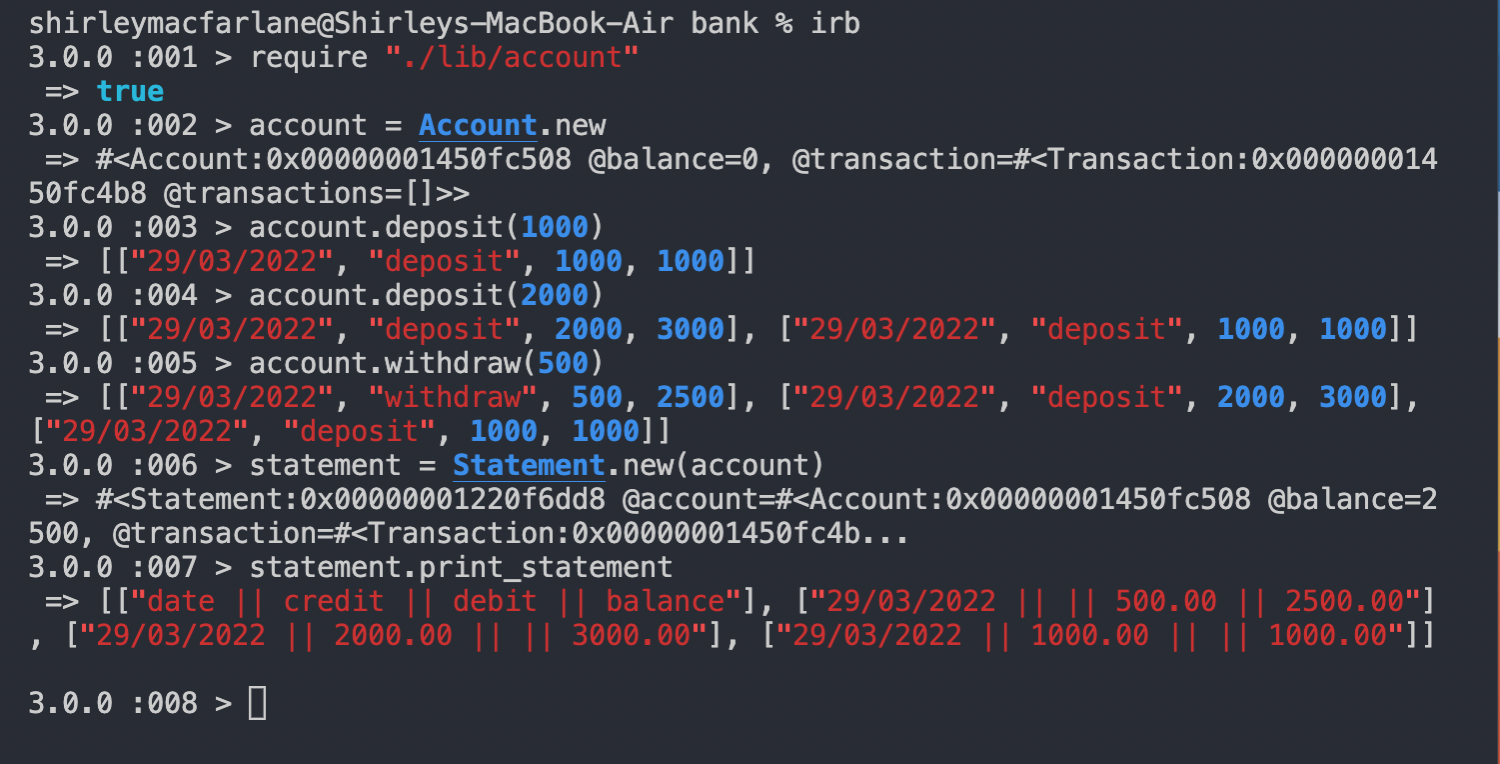 shirleymacfarlane@Shirleys-MacBook-Air bank % irb
3.0.0 :001 > require "./lib/account"
 => true
3.0.0 :002 > account = Account.new
 => #<Account:0x00000001450fc508 @balance=0, @transaction=#<Transaction:0x000000014
50fc4b8 @transactions=[]>>
3.0.0 :003 > account.deposit(1000)
 => [["29/03/2022", "deposit", 1000, 1000]]
3.0.0 :004 > account.deposit(2000)
 => [["29/03/2022", "deposit", 2000, 3000], ["29/03/2022", "deposit", 1000, 1000]]
3.0.0 :005 > account.withdraw(500)
 => [["29/03/2022", "withdraw", 500, 2500], ["29/03/2022", "deposit", 2000, 3000],
["29/03/2022", "deposit", 1000, 1000]]
3.0.0 :006 > statement = Statement.new(account)
 => #<Statement:0x00000001220f6dd8 @account=#<Account:0x00000001450fc508 @balance=2
500, @transaction=#<Transaction:0x00000001450fc4b...
3.0.0 :007 > statement.print_statement
 => [["date || credit || debit || balance"], ["29/03/2022 || || 500.00 || 2500.00"]
, ["29/03/2022 || 2000.00 || || 3000.00"], ["29/03/2022 || 1000.00 || || 1000.00"]]
3.0.0 :008 >